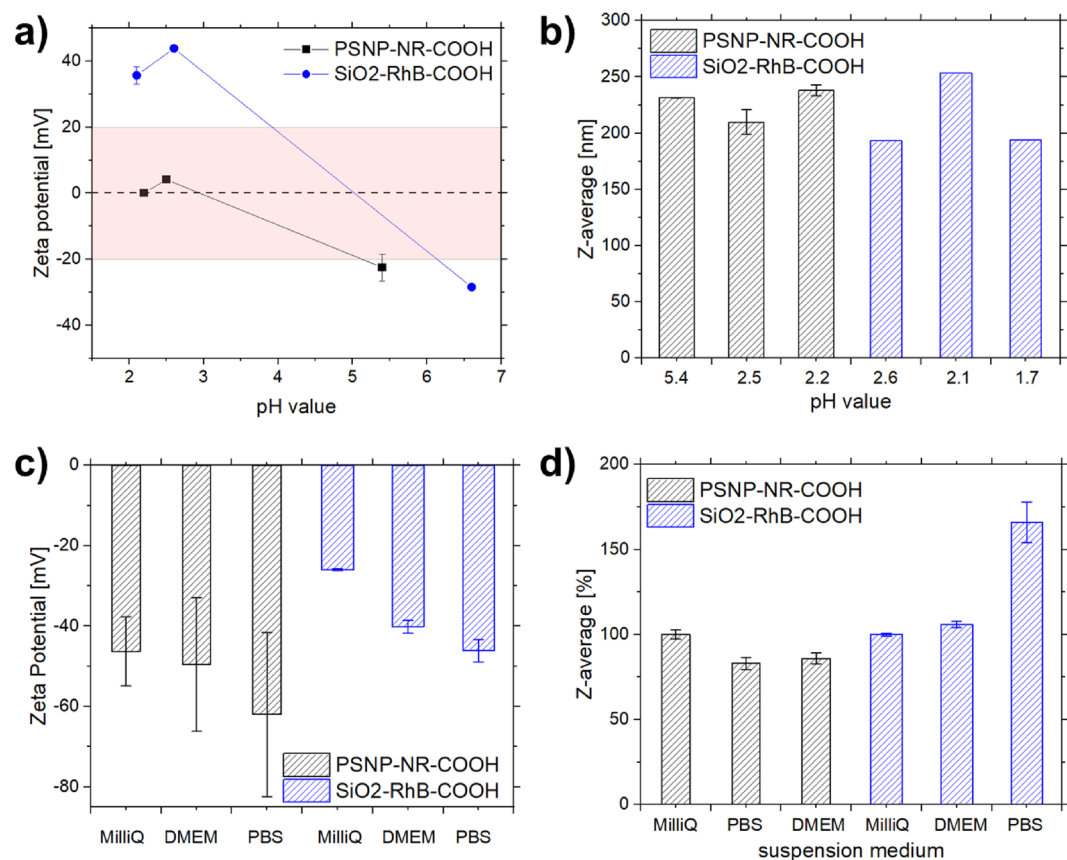 a)
PSNP-NR-COOH
SiO2-RhB-COOH
Zeta potential [mV]
40
20
0
-20
-40
2 3 4 5 6 7
pH value
b)
PSNP-NR-COOH
SiO2-RhB-COOH
Z-average [nm]
300
250
200
150
100
50
0
5.4 2.5 2.2 2.6 2.1 1.7
pH value
c)
Zeta Potential [mV]
0
-20
-40
-60
-80
PSNP-NR-COOH
SiO2-RhB-COOH
MilliQ DMEM PBS MilliQ DMEM PBS
d)
PSNP-NR-COOH
SiO2-RhB-COOH
Z-average [%]
200
150
100
50
0
MilliQ PBS DMEM MilliQ DMEM PBS
suspension medium